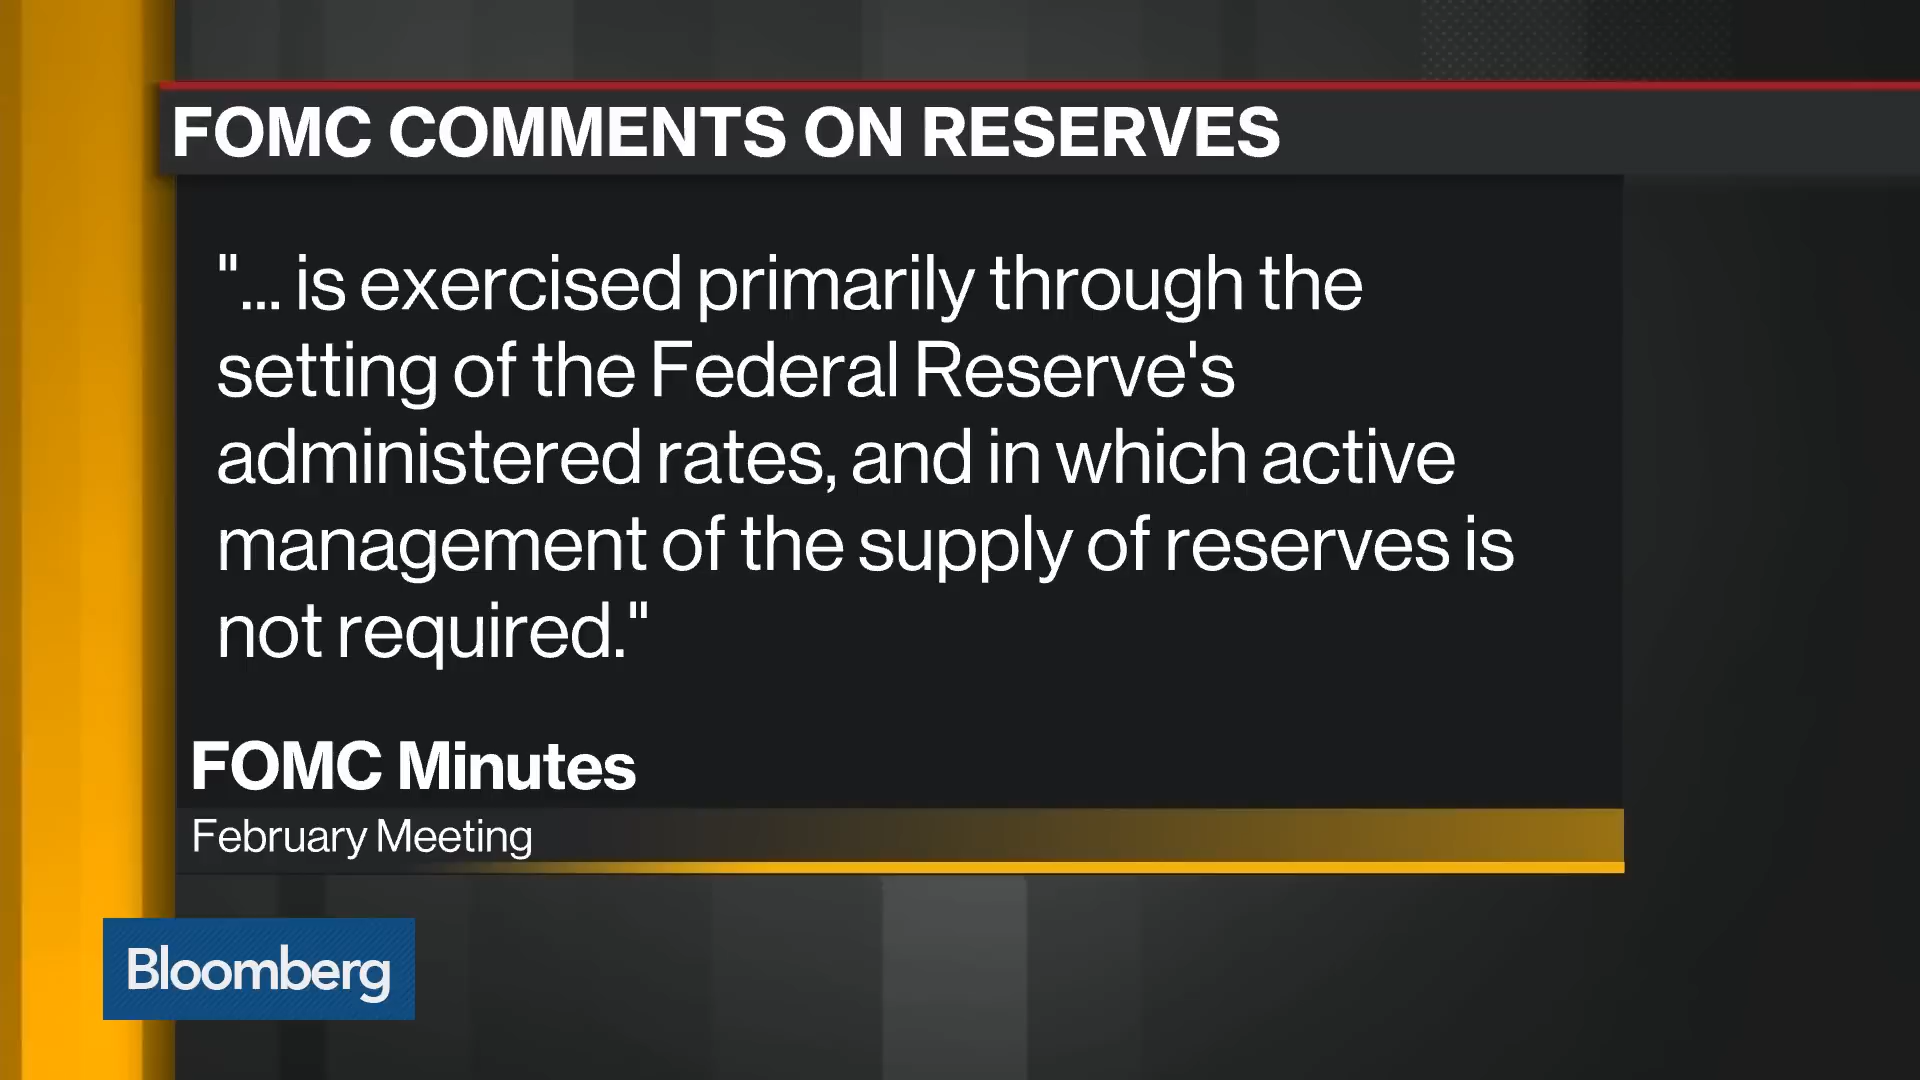 FOMC COMMENTS ON RESERVES
"... is exercised primarily through the
setting of the Federal Reserve's
administered rates, and in which active
management of the supply of reserves is
not required."
FOMC Minutes
February Meeting
Bloomberg